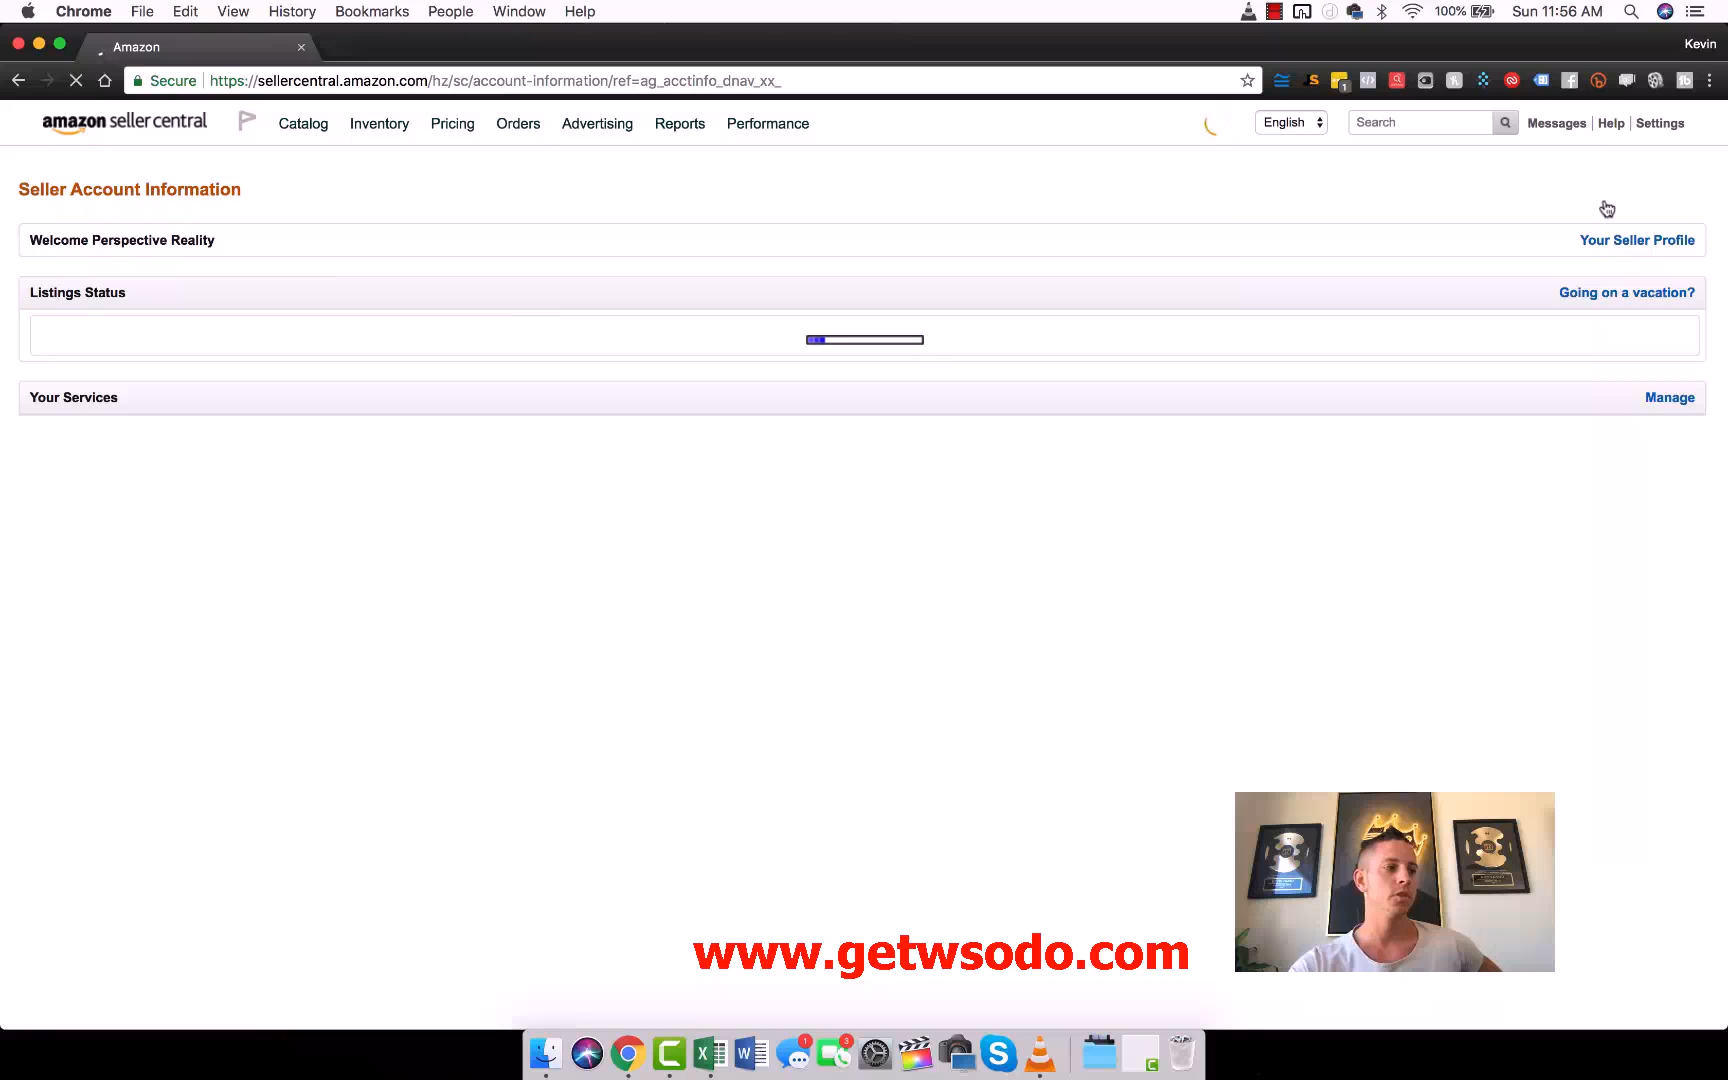 Chrome File Edit View History Bookmarks People Window Help 100% Sun 11:56 AM
Amazon Kevin
Secure https://sellercentral.amazon.com/hz/sc/account-information/ref=ag_acctinfo_dnav_xx_
amazon seller central Catalog Inventory Pricing Orders Advertising Reports Performance English Search Messages Help Settings
Seller Account Information
Welcome Perspective Reality Your Seller Profile
Listings Status Going on a vacation?
Your Services Manage
www.getwsodo.com